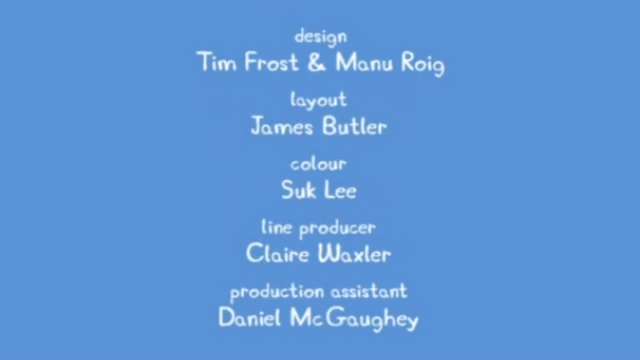 design
Tim Frost & Manu Roig
layout
James Butler
colour
Suk Lee
line producer
Claire Waxler
production assistant
Daniel McGaughey